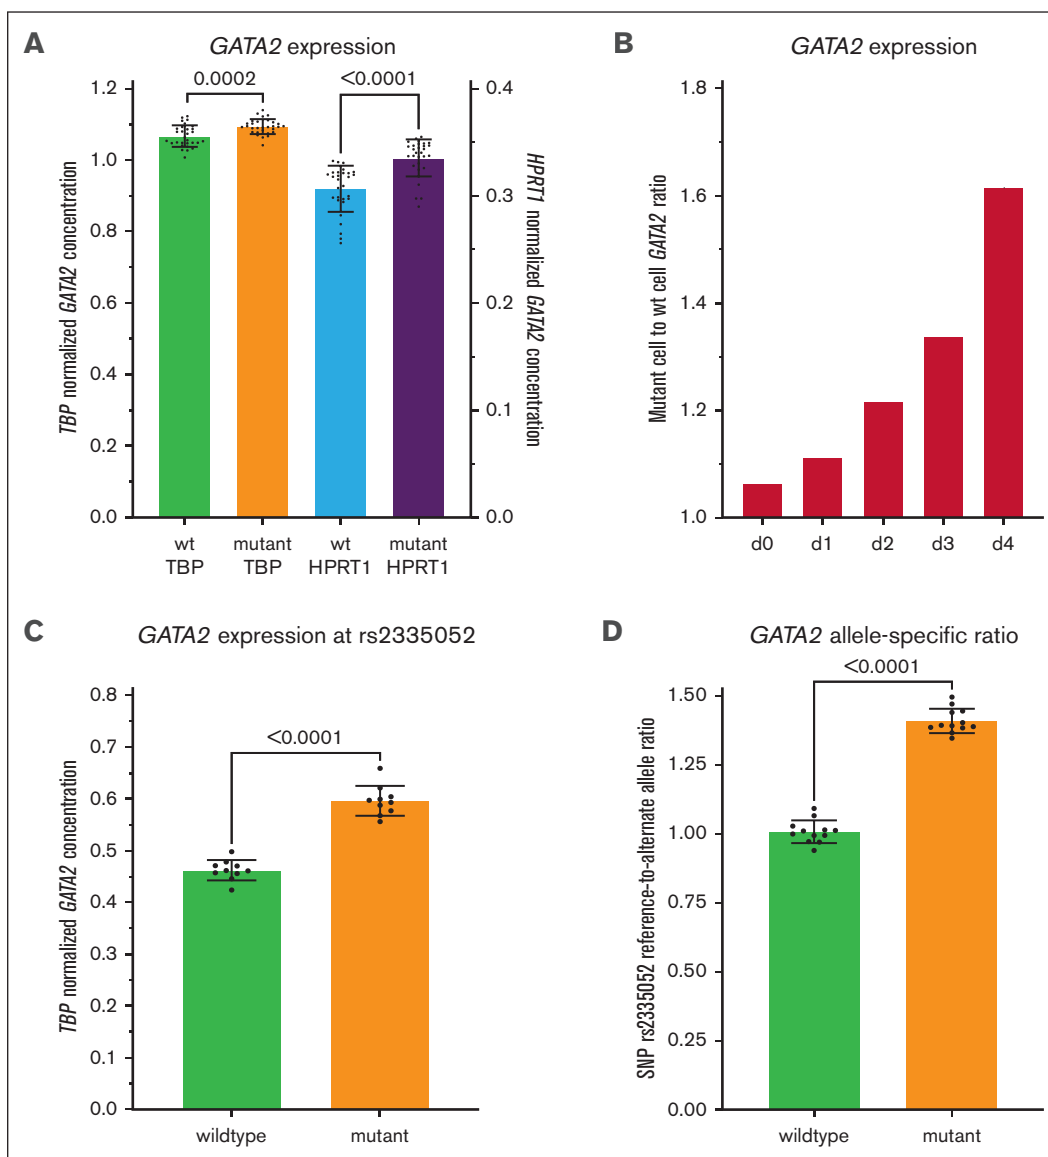 A
GATA2 expression
TBP normalized GATA2 concentration
1.2
1.0
0.8
0.6
0.4
0.2
0.0
0.0002
<0.0001
0.4
0.3
0.2
0.1
0.0
HPRT1 normalized GATA2 concentration
wt TBP
mutant TBP
wt HPRT1
mutant HPRT1
B
GATA2 expression
Mutant cell to wt cell GATA2 ratio
1.8
1.6
1.4
1.2
1.0
d0
d1
d2
d3
d4
C
GATA2 expression at rs2335052
TBP normalized GATA2 concentration
0.8
0.7
0.6
0.5
0.4
0.3
0.2
0.1
0.0
<0.0001
wildtype
mutant
D
GATA2 allele-specific ratio
SNP rs2335052 reference-to-alternate allele ratio
1.50
1.25
1.00
0.75
0.50
0.25
0.00
<0.0001
wildtype
mutant